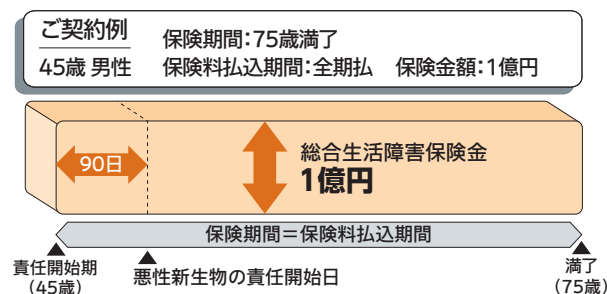 ご契約例
45歳 男性
保険期間：75歳満了
保険料払込期間：全期払　保険金額：1億円
90日
総合生活障害保険金
1億円
保険期間＝保険料払込期間
責任開始期
（45歳）
悪性新生物の責任開始日
満了
（75歳）